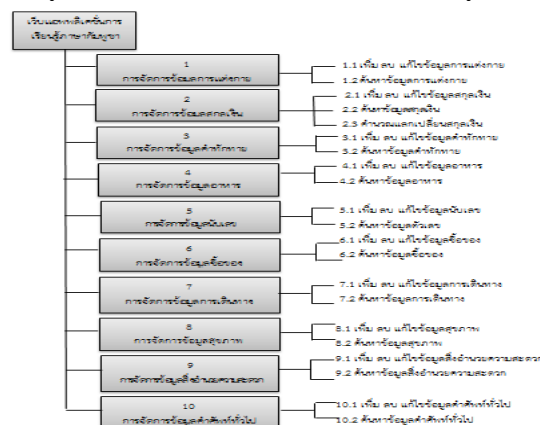 เว็บแอพพลิเคชั่นการ
เรียนรู้ภาษากัมพูชา
1
การจัดการข้อมูลการแต่งกาย
1.1 เพิ่ม ลบ แก้ไขข้อมูลการแต่งกาย
1.2 ค้นหาข้อมูลการแต่งกาย
2
การจัดการข้อมูลสกุลเงิน
2.1 เพิ่ม ลบ แก้ไขข้อมูลสกุลเงิน
2.2 ค้นหาข้อมูลสกุลเงิน
2.3 คำนวณแลกเปลี่ยนสกุลเงิน
3
การจัดการข้อมูลคำทักทาย
3.1 เพิ่ม ลบ แก้ไขข้อมูลคำทักทาย
3.2 ค้นหาข้อมูลคำทักทาย
4
การจัดการข้อมูลอาหาร
4.1 เพิ่ม ลบ แก้ไขข้อมูลอาหาร
4.2 ค้นหาข้อมูลอาหาร
5
การจัดการข้อมูลนับเลข
5.1 เพิ่ม ลบ แก้ไขข้อมูลนับเลข
5.2 ค้นหาข้อมูลตัวเลข
6
การจัดการข้อมูลซื้อของ
6.1 เพิ่ม ลบ แก้ไขข้อมูลซื้อของ
6.2 ค้นหาข้อมูลซื้อของ
7
การจัดการข้อมูลการเดินทาง
7.1 เพิ่ม ลบ แก้ไขข้อมูลการเดินทาง
7.2 ค้นหาข้อมูลการเดินทาง
8
การจัดการข้อมูลสุขภาพ
8.1 เพิ่ม ลบ แก้ไขข้อมูลสุขภาพ
8.2 ค้นหาข้อมูลสุขภาพ
9
การจัดการข้อมูลสิ่งอำนวยความสะดวก
9.1 เพิ่ม ลบ แก้ไขข้อมูลสิ่งอำนวยความสะดวก
9.2 ค้นหาข้อมูลสิ่งอำนวยความสะดวก
10
การจัดการข้อมูลคำศัพท์ทั่วไป
10.1 เพิ่ม ลบ แก้ไขข้อมูลคำศัพท์ทั่วไป
10.2 ค้นหาข้อมูลคำศัพท์ทั่วไป